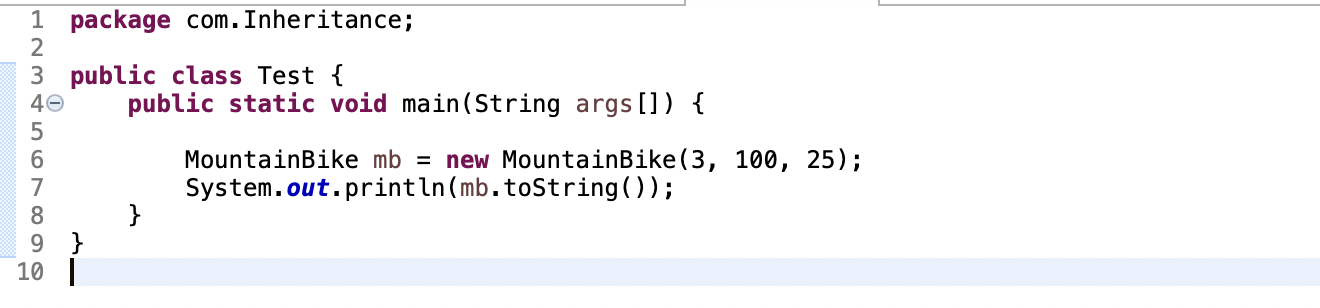 1 package com.Inheritance;
2
3 public class Test {
4 public static void main(String args[]) {
5
6 MountainBike mb = new MountainBike(3, 100, 25);
7 System.out.println(mb.toString());
8 }
9 }
10